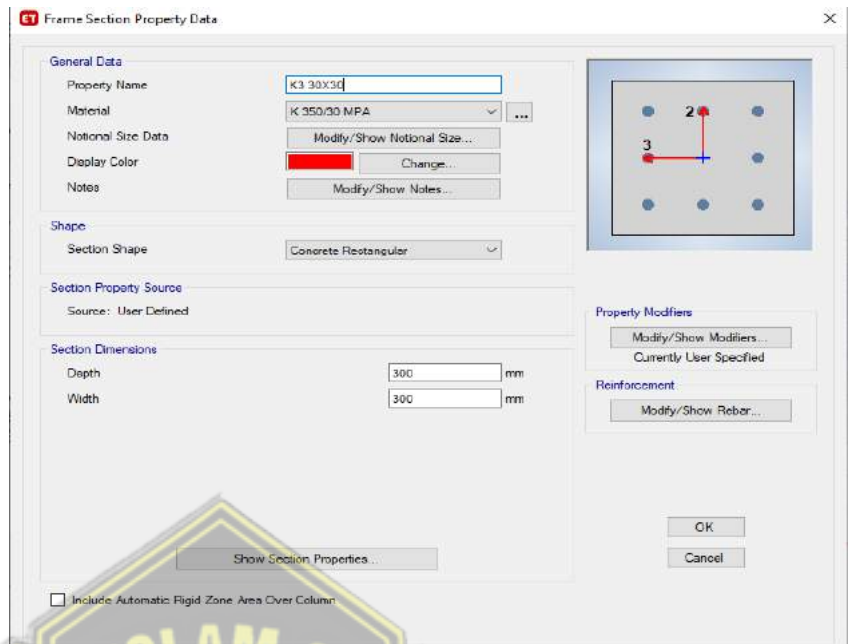 ET Frame Section Property Data
General Data
Property Name K3 30X30
Material K 350/30 MPA ...
Notional Size Data Modify/Show Notional Size...
Display Color Change...
Notes Modify/Show Notes...
2
3
Shape
Section Shape Concrete Rectangular
Section Property Source
Source: User Defined
Property Modifiers
Modify/Show Modifiers...
Currently User Specified
Section Dimensions
Depth 300 mm
Width 300 mm
Reinforcement
Modify/Show Rebar...
OK
Show Section Properties...
Cancel
Include Automatic Rigid Zone Area Over Column